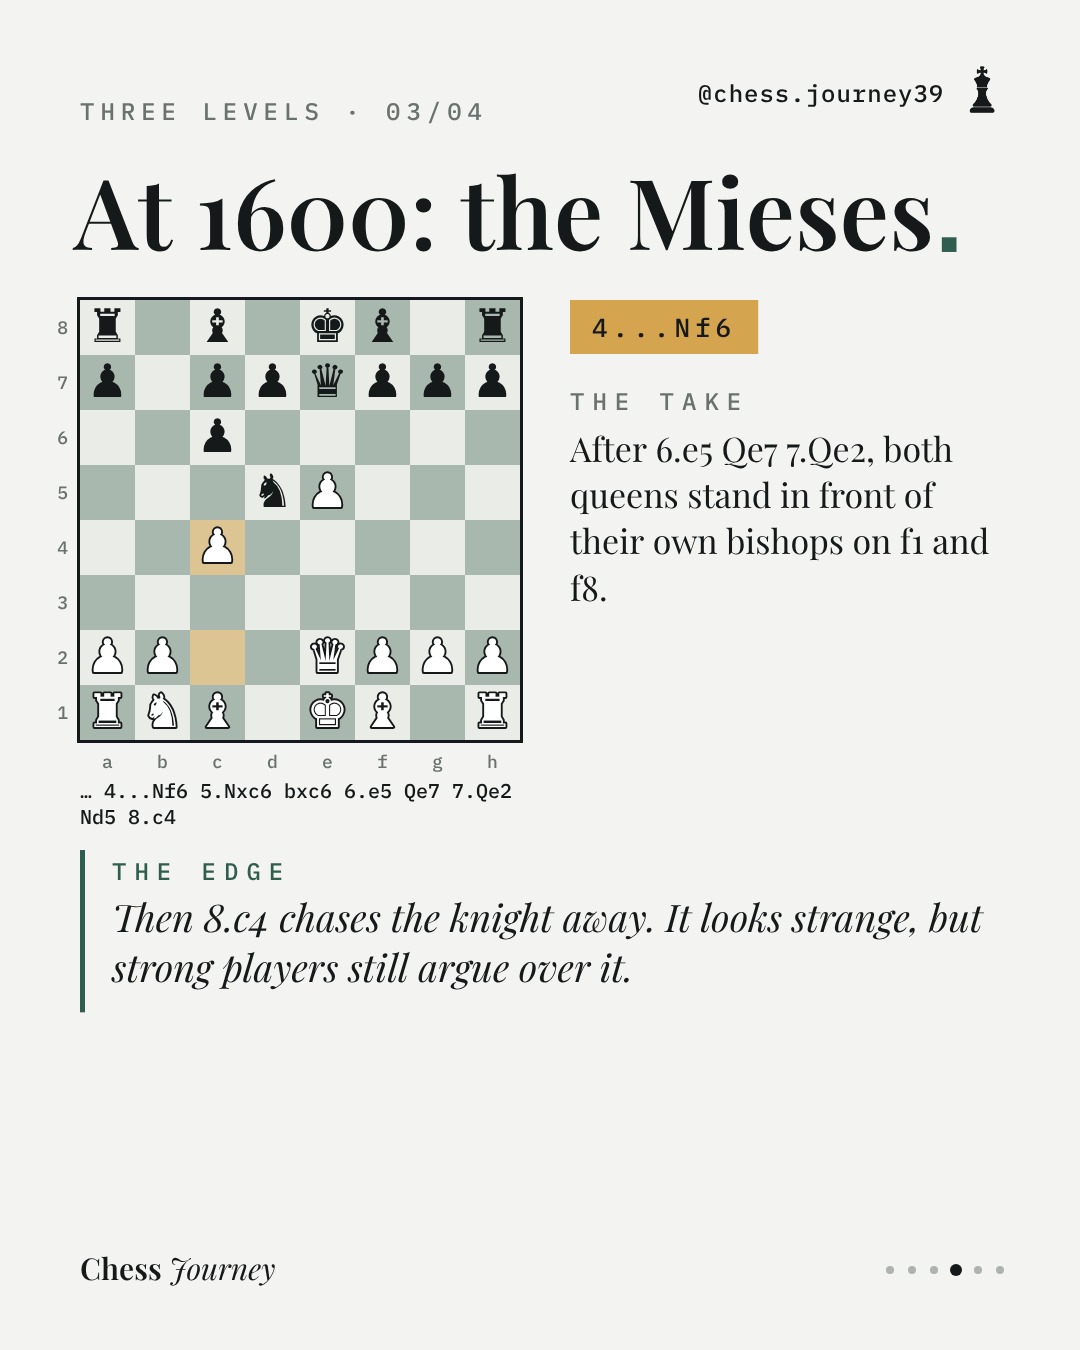 THREE LEVELS · 03/04
@chess.journey39
At 1600: the Mieses.
8
7
6
5
4
3
2
1
a b c d e f g h
… 4...Nf6 5.Nxc6 bxc6 6.e5 Qe7 7.Qe2
Nd5 8.c4
4...Nf6
THE TAKE
After 6.e5 Qe7 7.Qe2, both
queens stand in front of
their own bishops on f1 and
f8.
THE EDGE
Then 8.c4 chases the knight away. It looks strange, but
strong players still argue over it.
Chess Journey